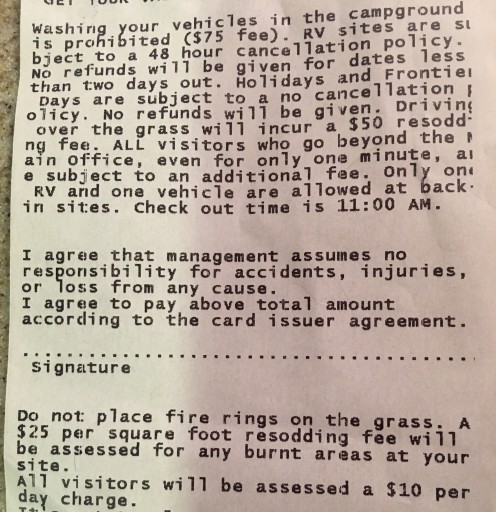 GET YOUR
Washing your vehicles in the campground
is prohibited ($75 fee). RV sites are su
bject to a 48 hour cancellation policy.
No refunds will be given for dates less
than two days out. Holidays and Frontier
Days are subject to a no cancellation p
olicy. No refunds will be given. Driving
over the grass will incur a $50 resoddi
ng fee. ALL visitors who go beyond the M
ain Office, even for only one minute, ar
e subject to an additional fee. Only one
RV and one vehicle are allowed at back-
in sites. Check out time is 11:00 AM.
I agree that management assumes no
responsibility for accidents, injuries,
or loss from any cause.
I agree to pay above total amount
according to the card issuer agreement.
........................................
Signature
Do not place fire rings on the grass. A
$25 per square foot resodding fee will
be assessed for any burnt areas at your
site.
All visitors will be assessed a $10 per
day charge.